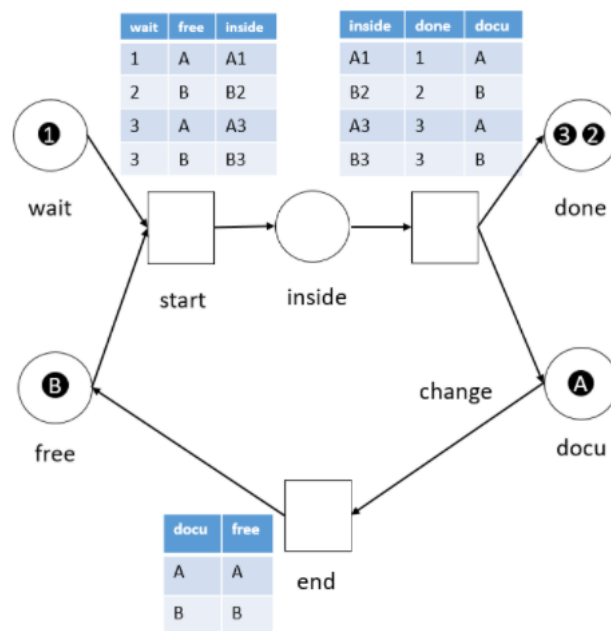 wait free inside
1 A A1
2 B B2
3 A A3
3 B B3
inside done docu
A1 1 A
B2 2 B
A3 3 A
B3 3 B
1
3 2
wait
done
start
inside
B
A
change
free
docu
docu free
A A
B B
end